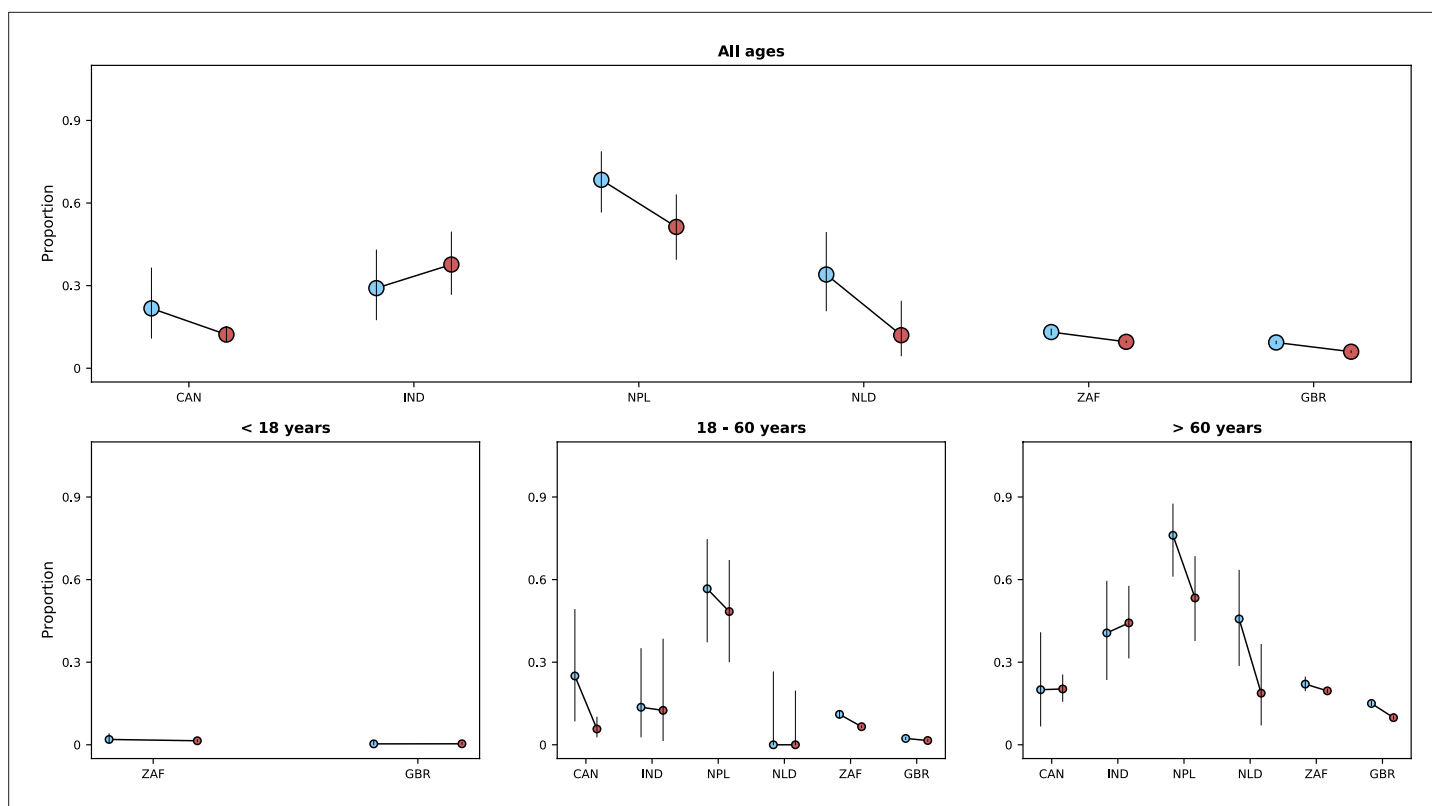 All ages
Proportion
0.9
0.6
0.3
0
CAN IND NPL NLD ZAF GBR
< 18 years
Proportion
0.9
0.6
0.3
0
ZAF GBR
18 - 60 years
0.9
0.6
0.3
0
CAN IND NPL NLD ZAF GBR
> 60 years
0.9
0.6
0.3
0
CAN IND NPL NLD ZAF GBR